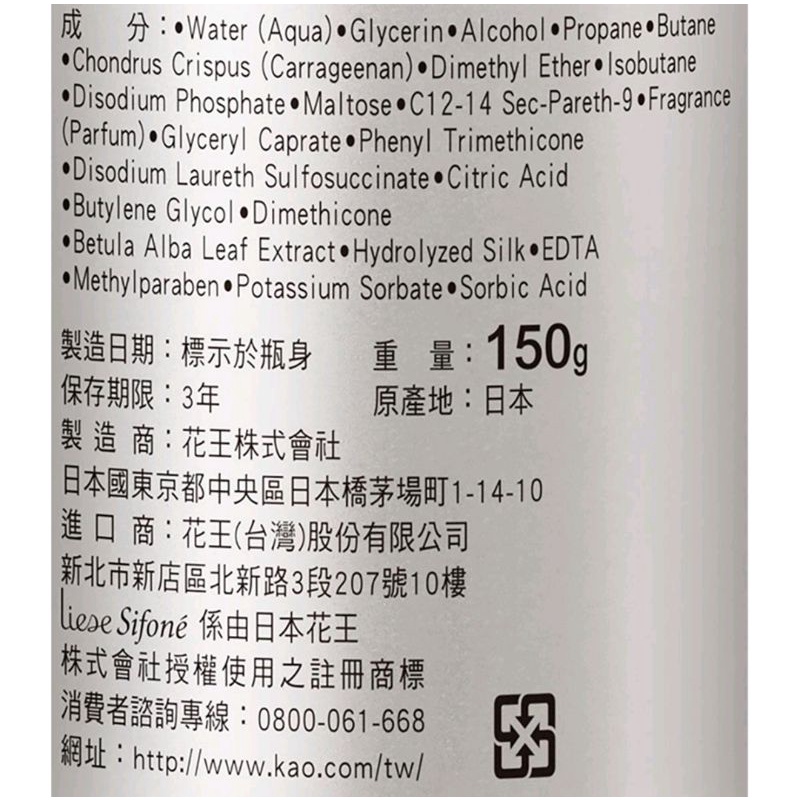 成 分：•Water (Aqua)•Glycerin•Alcohol•Propane•Butane
•Chondrus Crispus (Carrageenan)•Dimethyl Ether•Isobutane
•Disodium Phosphate•Maltose•C12-14 Sec-Pareth-9•Fragrance
(Parfum)•Glyceryl Caprate•Phenyl Trimethicone
•Disodium Laureth Sulfosuccinate•Citric Acid
•Butylene Glycol•Dimethicone
•Betula Alba Leaf Extract•Hydrolyzed Silk•EDTA
•Methylparaben•Potassium Sorbate•Sorbic Acid
製造日期：標示於瓶身 重 量：150g
保存期限：3年 原產地：日本
製 造 商：花王株式會社
日本國東京都中央區日本橋茅場町1-14-10
進 口 商：花王(台灣)股份有限公司
新北市新店區北新路3段207號10樓
Liese Sifoné 係由日本花王
株式會社授權使用之註冊商標
消費者諮詢專線：0800-061-668
網址：http://www.kao.com/tw/